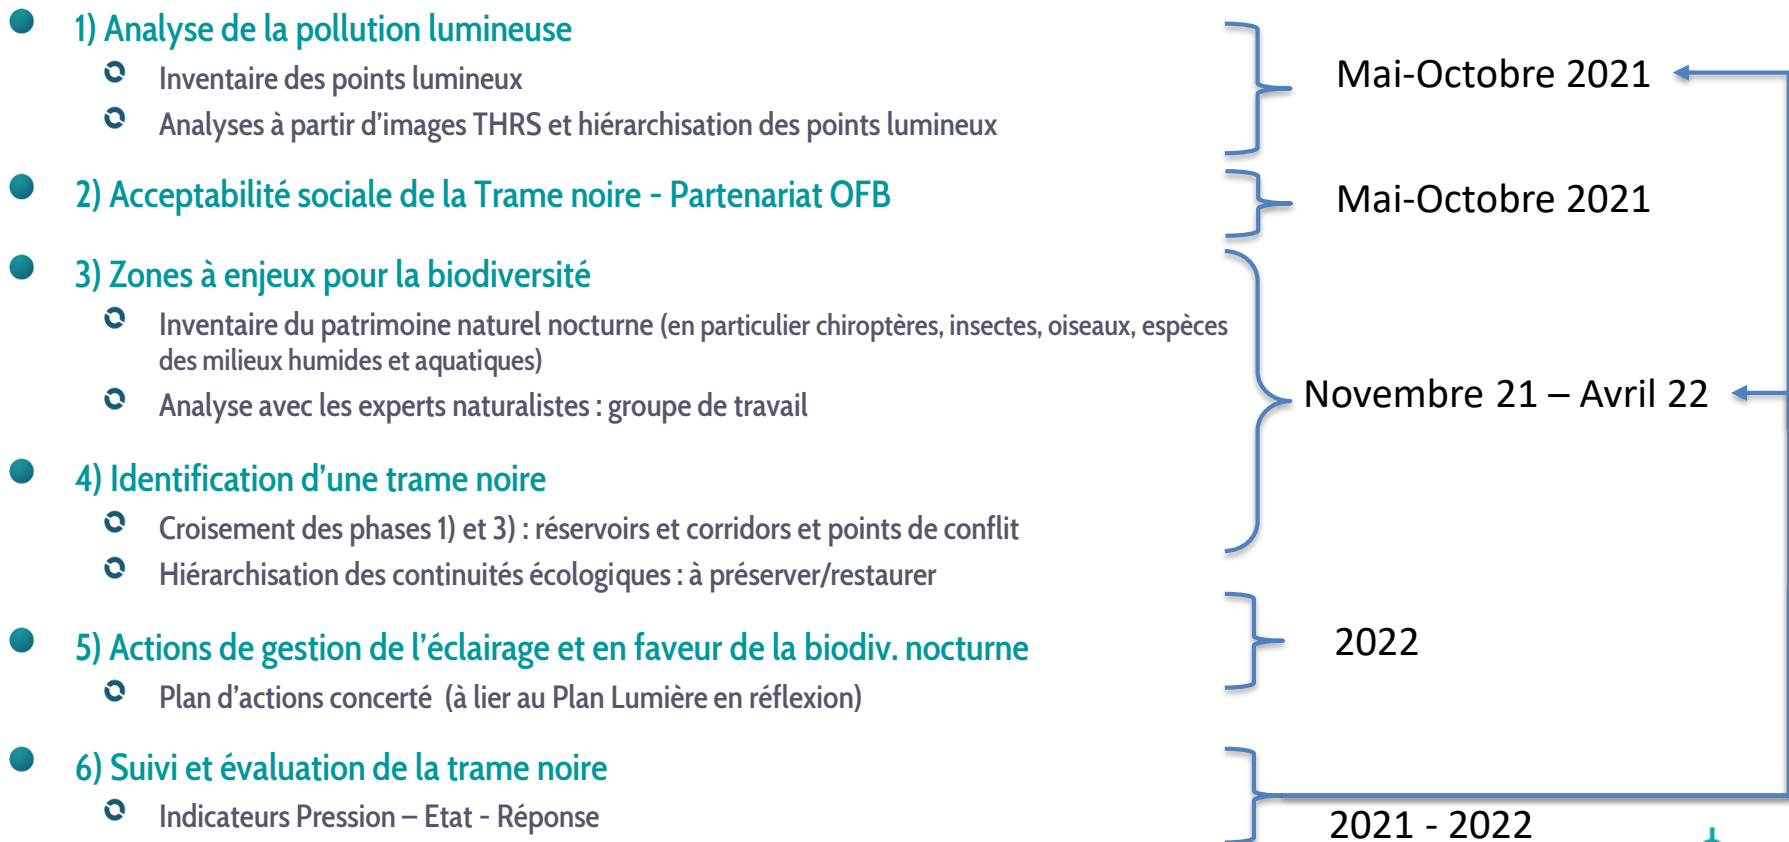 1) Analyse de la pollution lumineuse
Inventaire des points lumineux
Analyses à partir d’images THRS et hiérarchisation des points lumineux
Mai-Octobre 2021
2) Acceptabilité sociale de la Trame noire - Partenariat OFB
Mai-Octobre 2021
3) Zones à enjeux pour la biodiversité
Inventaire du patrimoine naturel nocturne (en particulier chiroptères, insectes, oiseaux, espèces
des milieux humides et aquatiques)
Analyse avec les experts naturalistes : groupe de travail
Novembre 21 – Avril 22
4) Identification d’une trame noire
Croisement des phases 1) et 3) : réservoirs et corridors et points de conflit
Hiérarchisation des continuités écologiques : à préserver/restaurer
5) Actions de gestion de l’éclairage et en faveur de la biodiv. nocturne
2022
Plan d’actions concerté (à lier au Plan Lumière en réflexion)
6) Suivi et évaluation de la trame noire
Indicateurs Pression – Etat - Réponse
2021 - 2022